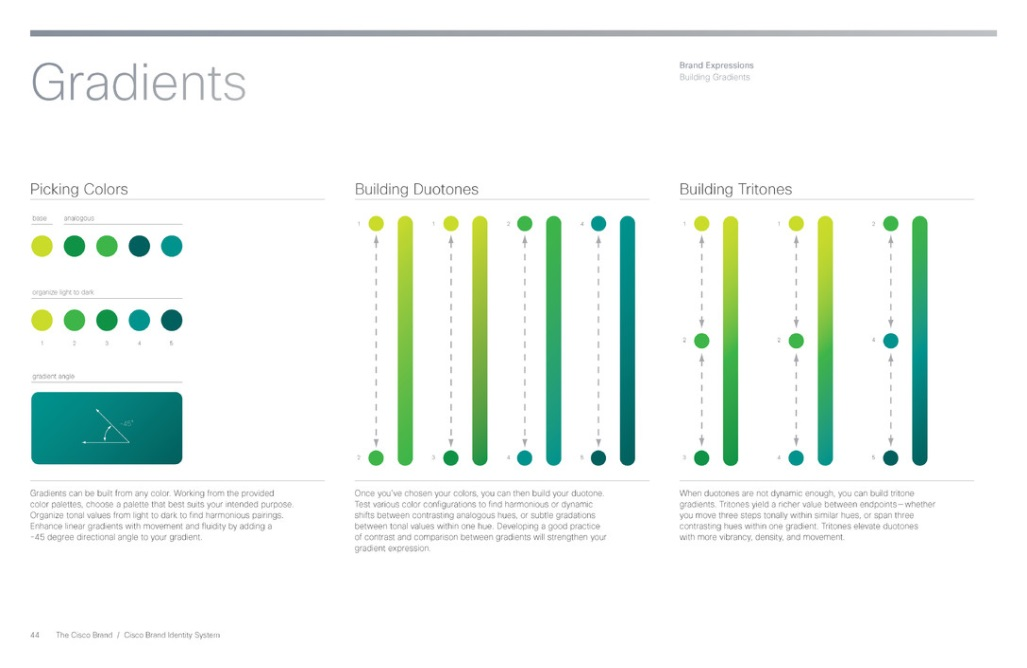 Gradients
Brand Expressions
Building Gradients
Picking Colors
base analogous
organize light to dark
1 2 3 4 5
gradient angle
-45°
Gradients can be built from any color. Working from the provided
color palettes, choose a palette that best suits your intended purpose.
Organize tonal values from light to dark to find harmonious pairings.
Enhance linear gradients with movement and fluidity by adding a
-45 degree directional angle to your gradient.
Building Duotones
1 1 2 4
2 3 4 5
Once you've chosen your colors, you can then build your duotone.
Test various color configurations to find harmonious or dynamic
shifts between contrasting analogous hues, or subtle gradations
between tonal values within one hue. Developing a good practice
of contrast and comparison between gradients will strengthen your
gradient expression.
Building Tritones
1 1 2
2 2 4
3 4 5
When duotones are not dynamic enough, you can build tritone
gradients. Tritones yield a richer value between endpoints—whether
you move three steps tonally within similar hues, or span three
contrasting hues within one gradient. Tritones elevate duotones
with more vibrancy, density, and movement.
44 The Cisco Brand / Cisco Brand Identity System